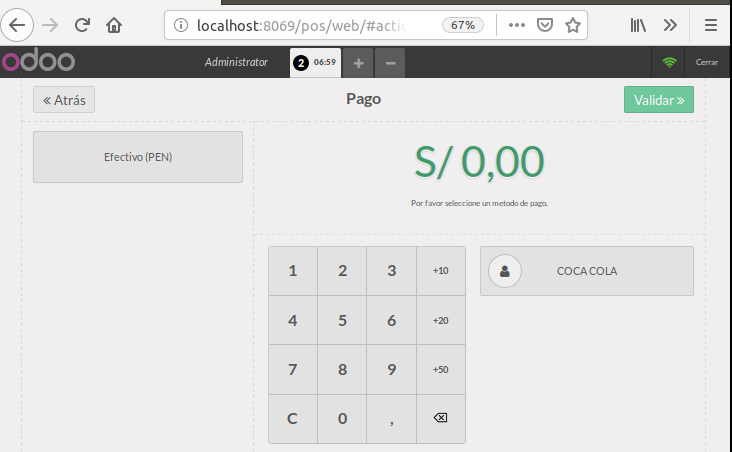 localhost:8069/pos/web/#actio
67%
odoo
Administrator
2 06:59
Cerrar
« Atrás
Pago
Validar »
Efectivo (PEN)
S/ 0,00
Por favor seleccione un metodo de pago.
1 2 3 +10
COCA COLA
4 5 6 +20
7 8 9 +50
C 0 ,